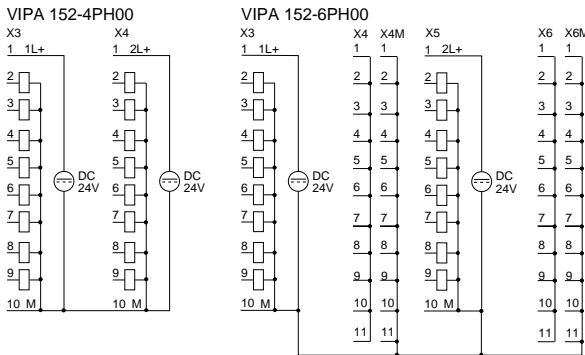 VIPA 152-4PH00 VIPA 152-6PH00
X3 X4 X3 X4 X4M X5 X6 X6M
1 1L+ 1 2L+ 1 1L+ 1 1 1 2L+ 1 1
2 2 2 2 2 2 2 2
3 3 3 3 3 3 3 3
4 4 4 4 4 4 4 4
5 5 5 5 5 5 5 5
DC DC DC DC
24V 24V 24V 24V
6 6 6 6 6 6 6 6
7 7 7 7 7 7 7 7
8 8 8 8 8 8 8 8
9 9 9 9 9 9 9 9
10 M 10 M 10 M 10 10 10 M 10 10
11 11 11 11